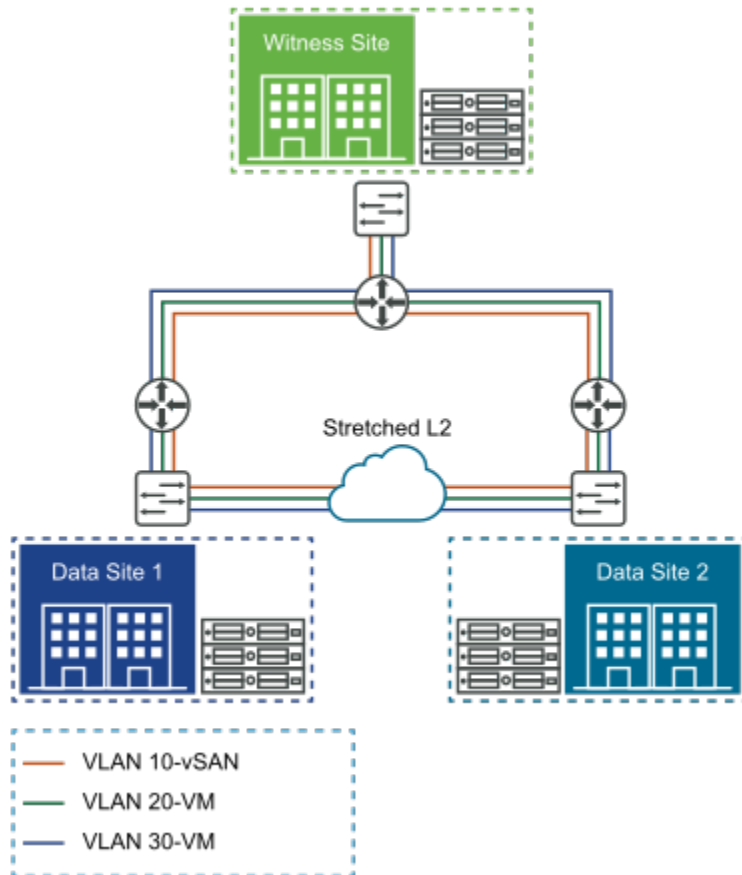 Witness Site
Stretched L2
Data Site 1
Data Site 2
VLAN 10-vSAN
VLAN 20-VM
VLAN 30-VM